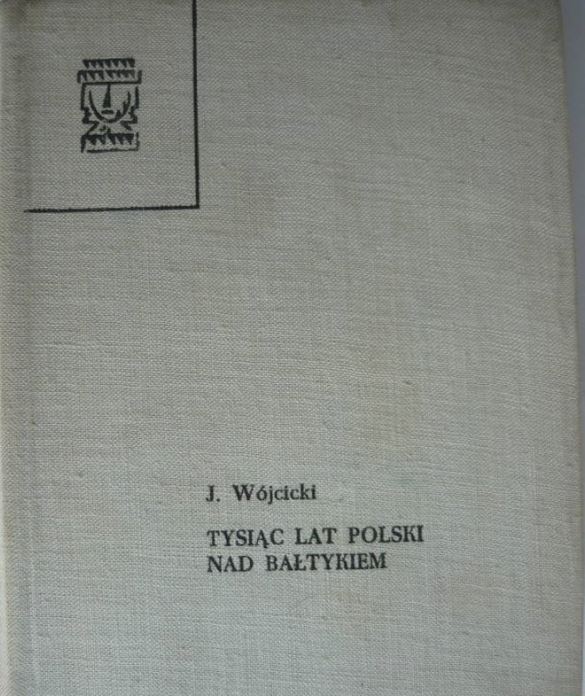 J. Wójcicki
TYSIĄC LAT POLSKI
NAD BAŁTYKIEM